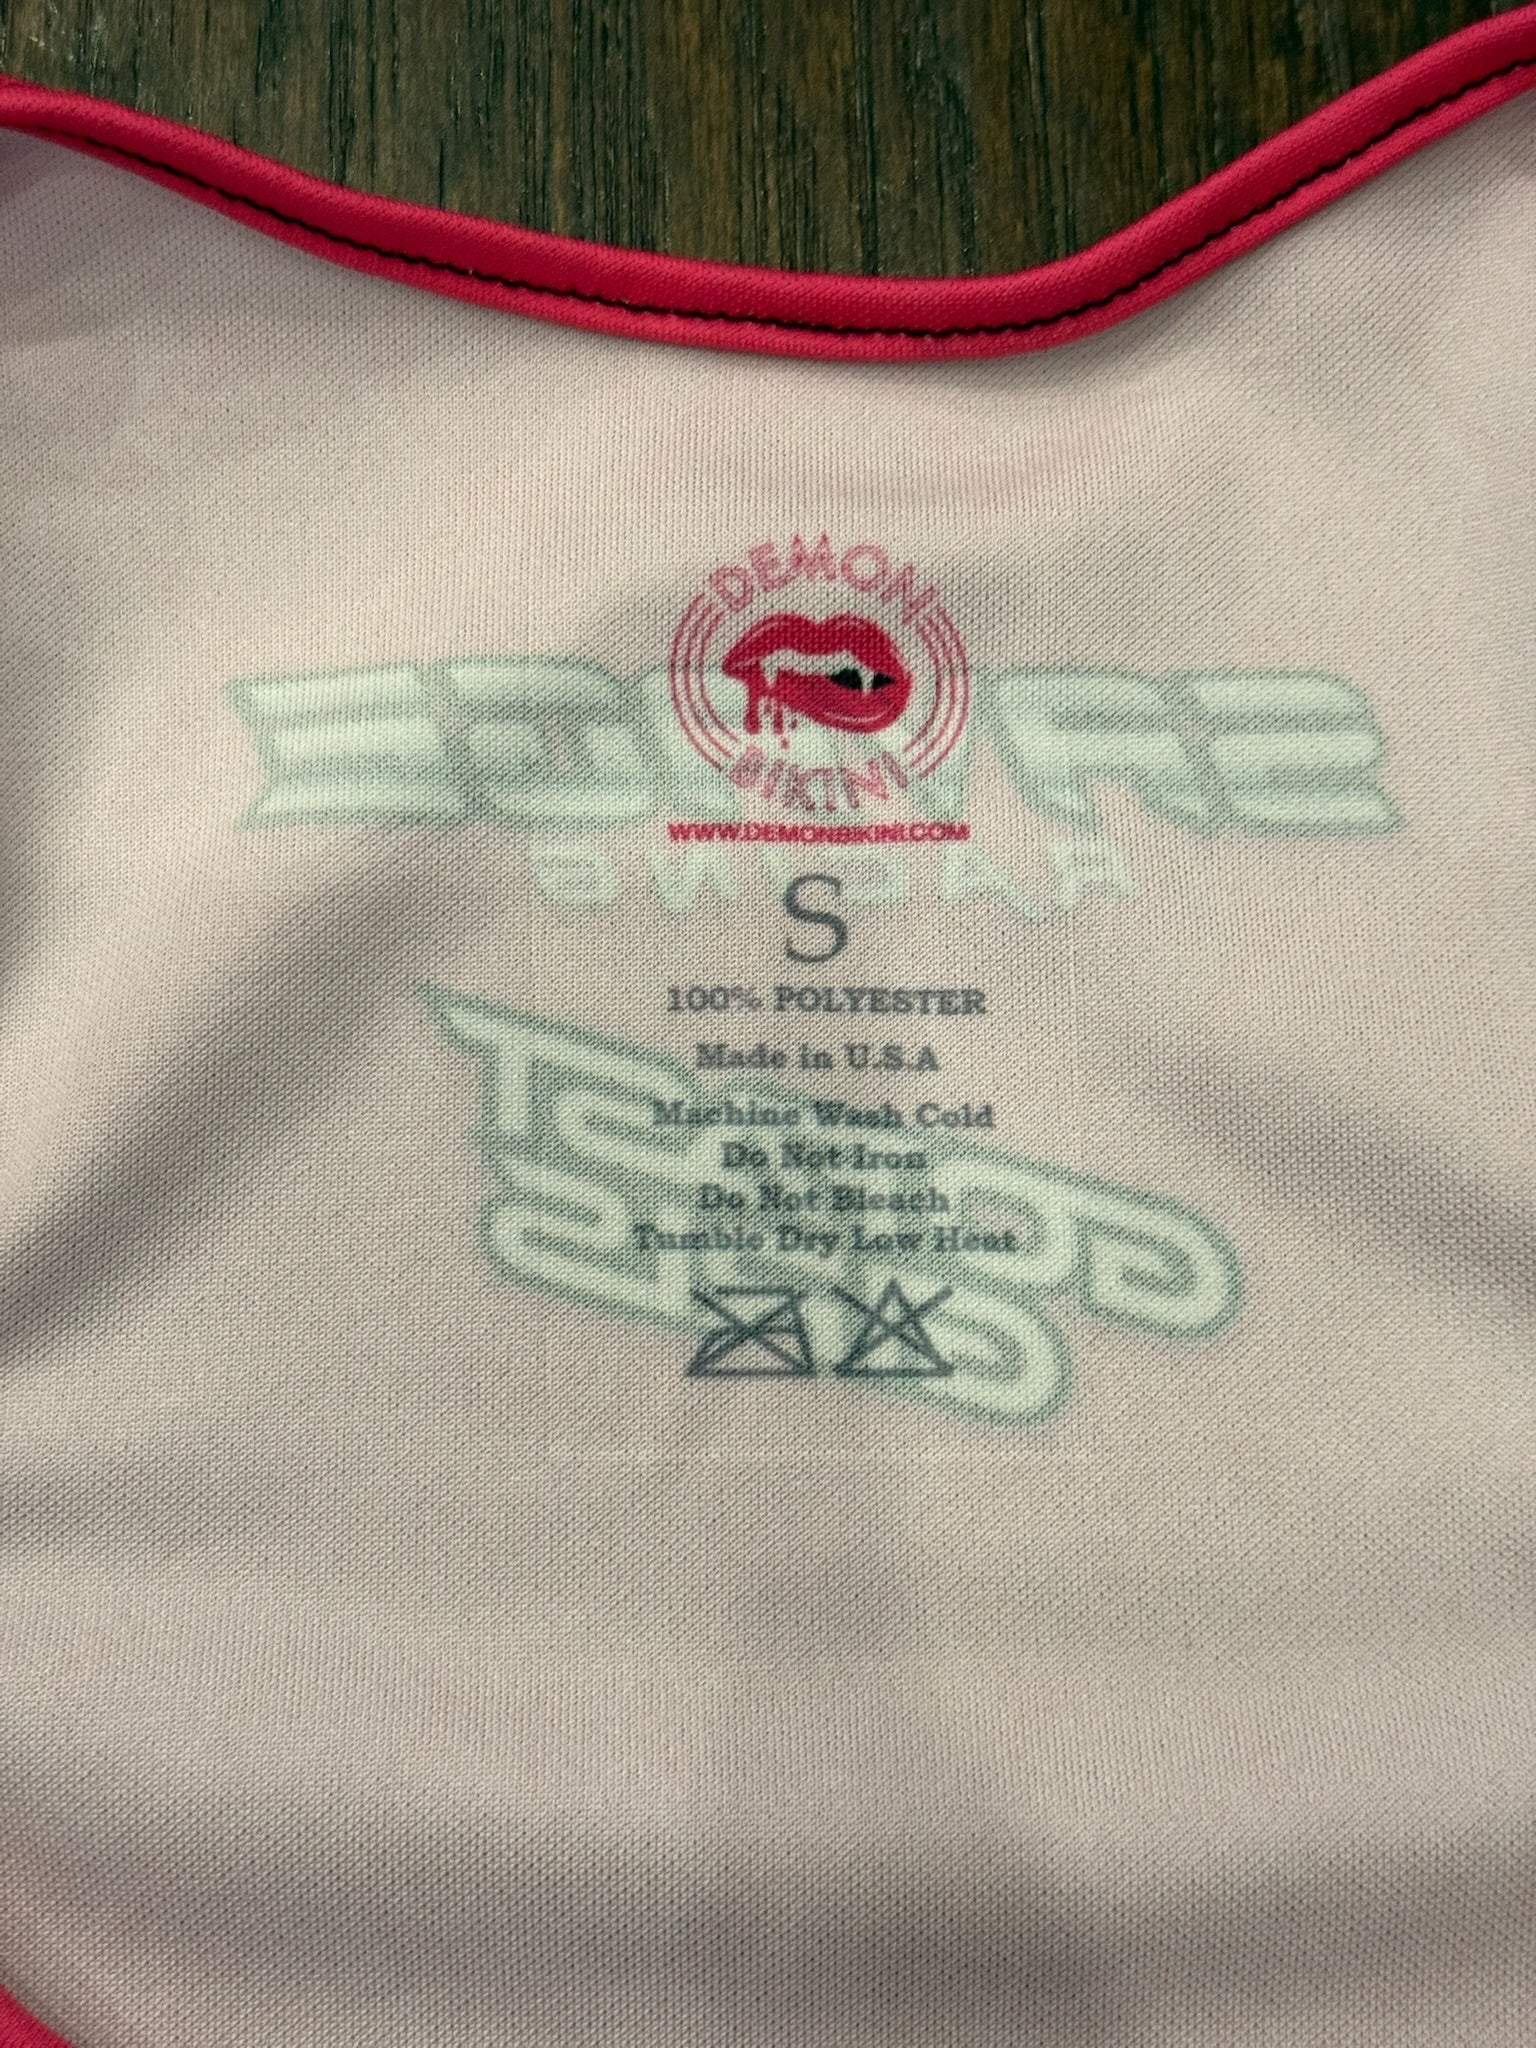 DEMON
BIKINI
WWW.DEMONBIKINI.COM
S
100% POLYESTER
Made in U.S.A
Machine Wash Cold
Do Not Iron
Do Not Bleach
Tumble Dry Low Heat